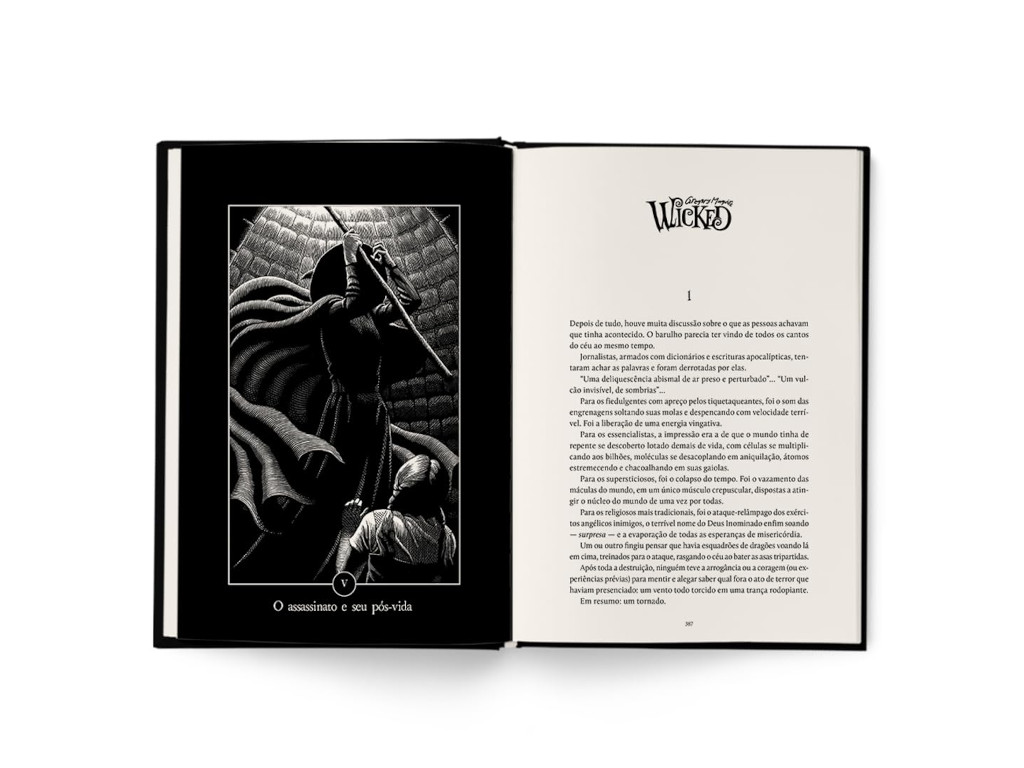 V
O assassinato e seu pós-vida
Gregory Maguire
WICKED
1
Depois de tudo, houve muita discussão sobre o que as pessoas achavam
que tinha acontecido. O barulho parecia ter vindo de todos os cantos
do céu ao mesmo tempo.
Jornalistas, armados com dicionários e escrituras apocalípticas, ten-
taram achar as palavras e foram derrotadas por elas.
“Uma deliquescência abismal de ar preso e perturbado”... “Um vul-
cão invisível, de sombrias”...
Para os fiedulgentes com apreço pelos tiquetaqueantes, foi o som das
engrenagens soltando suas molas e despencando com velocidade terrí-
vel. Foi a liberação de uma energia vingativa.
Para os essencialistas, a impressão era a de que o mundo tinha de
repente se descoberto lotado demais de vida, com células se multipli-
cando aos bilhões, moléculas se desacoplando em aniquilação, átomos
estremecendo e chacoalhando em suas gaiolas.
Para os supersticiosos, foi o colapso do tempo. Foi o vazamento das
máculas do mundo, em um único músculo crepuscular, dispostas a atin-
gir o núcleo do mundo de uma vez por todas.
Para os religiosos mais tradicionais, foi o ataque-relâmpago dos exérci-
tos angélicos inimigos, o terrível nome do Deus Inominado enfim soando
— surpresa — e a evaporação de todas as esperanças de misericórdia.
Um ou outro fingiu pensar que havia esquadrões de dragões voando lá
em cima, treinados para o ataque, rasgando o céu ao bater as asas tripartidas.
Após toda a destruição, ninguém teve a arrogância ou a coragem (ou ex-
periências prévias) para mentir e alegar saber qual fora o ato de terror que
haviam presenciado: um vento todo torcido em uma trança rodopiante.
Em resumo: um tornado.
387